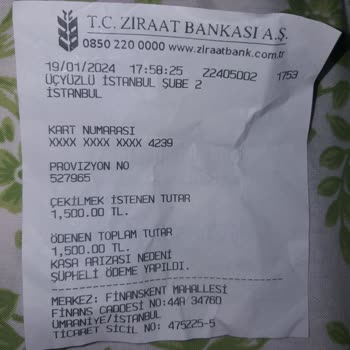 T.C. ZİRAAT BANKASI A.Ş.
0850 220 0000 www.ziraatbank.com.tr
19/01/2024 17:58:25 Z2405002 1753
ÜÇYÜZLÜ İSTANBUL ŞUBE 2
İSTANBUL
KART NUMARASI
XXXX XXXX XXXX 4239
PROVİZYON NO
527965
ÇEKİLMEK İSTENEN TUTAR
1,500.00 TL.
ÖDENEN TOPLAM TUTAR
1,500.00 TL.
KASA ARIZASI NEDENİ
ŞÜPHELİ ÖDEME YAPILDI.
MERKEZ: FİNANSKENT MAHALLESİ
FİNANS CADDESİ NO:44A 34760
ÜMRANİYE/İSTANBUL
TİCARET SİCİL NO: 475225-5